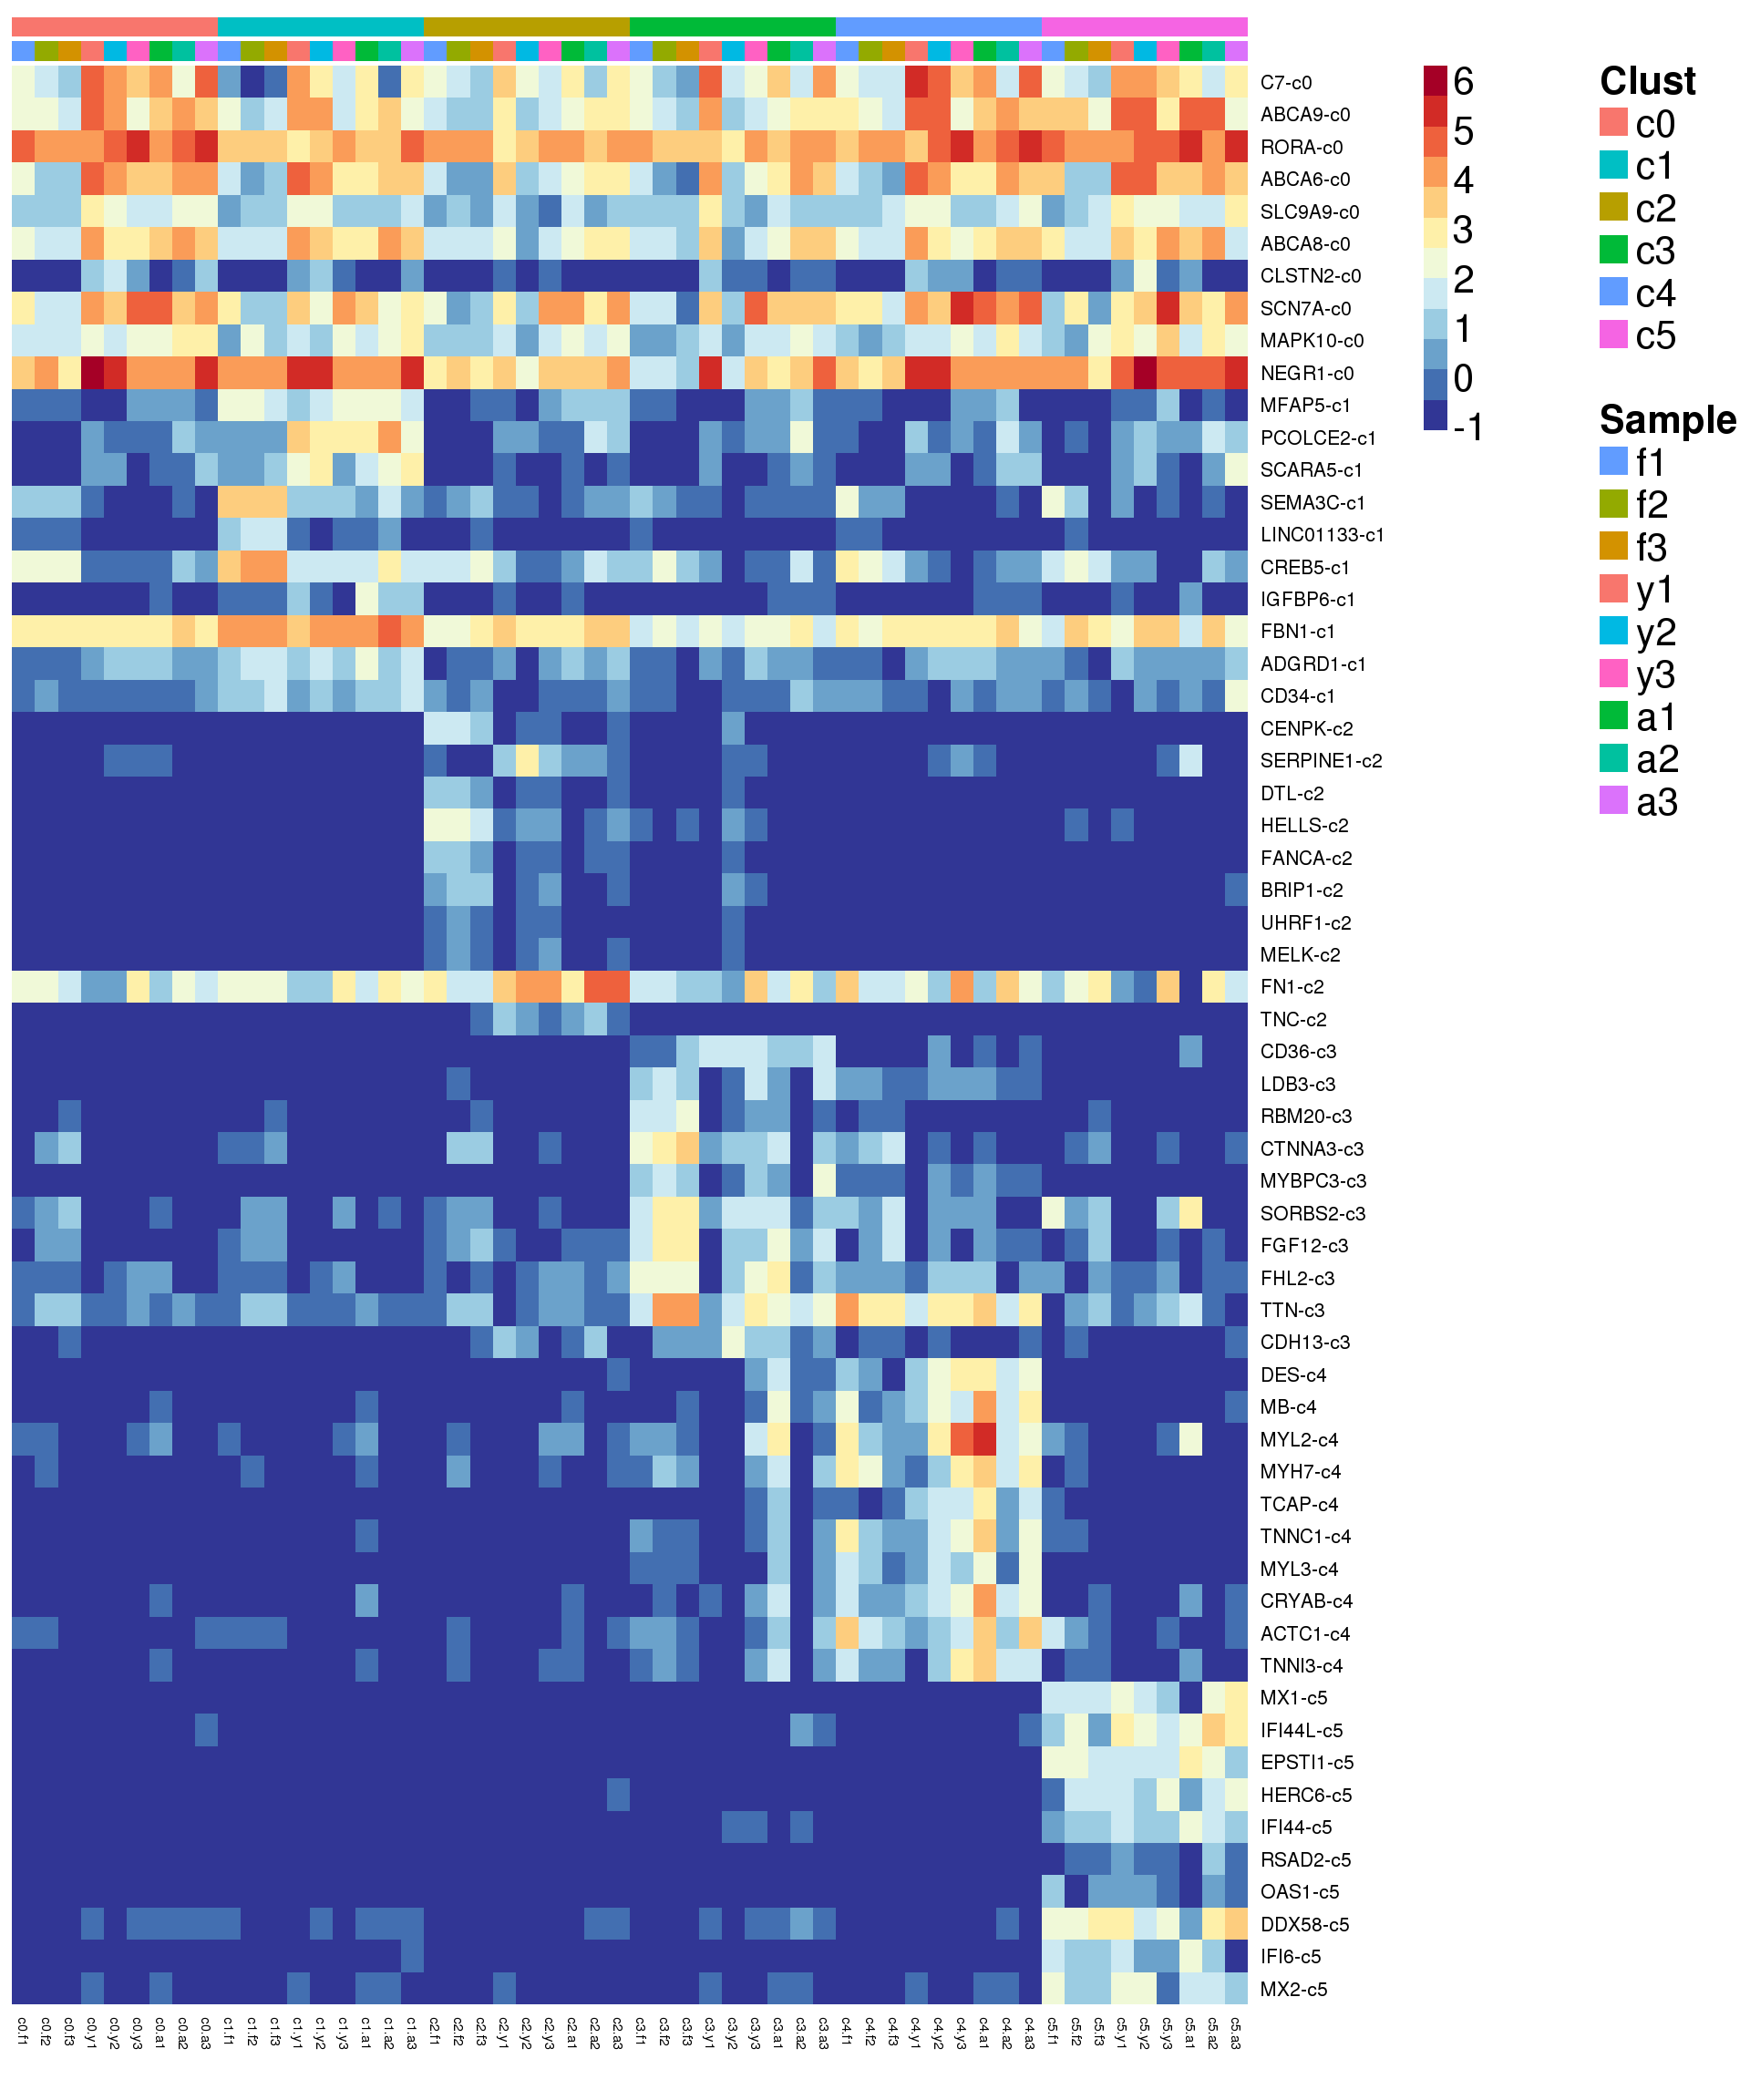 C7-c0
ABCA9-c0
RORA-c0
ABCA6-c0
SLC9A9-c0
ABCA8-c0
CLSTN2-c0
SCN7A-c0
MAPK10-c0
NEGR1-c0
MFAP5-c1
PCOLCE2-c1
SCARA5-c1
SEMA3C-c1
LINC01133-c1
CREB5-c1
IGFBP6-c1
FBN1-c1
ADGRD1-c1
CD34-c1
CENPK-c2
SERPINE1-c2
DTL-c2
HELLS-c2
FANCA-c2
BRIP1-c2
UHRF1-c2
MELK-c2
FN1-c2
TNC-c2
CD36-c3
LDB3-c3
RBM20-c3
CTNNA3-c3
MYBPC3-c3
SORBS2-c3
FGF12-c3
FHL2-c3
TTN-c3
CDH13-c3
DES-c4
MB-c4
MYL2-c4
MYH7-c4
TCAP-c4
TNNC1-c4
MYL3-c4
CRYAB-c4
ACTC1-c4
TNNI3-c4
MX1-c5
IFI44L-c5
EPSTI1-c5
HERC6-c5
IFI44-c5
RSAD2-c5
OAS1-c5
DDX58-c5
IFI6-c5
MX2-c5
c0.f1
c0.f2
c0.f3
c0.y1
c0.y2
c0.y3
c0.a1
c0.a2
c0.a3
c1.f1
c1.f2
c1.f3
c1.y1
c1.y2
c1.y3
c1.a1
c1.a2
c1.a3
c2.f1
c2.f2
c2.f3
c2.y1
c2.y2
c2.y3
c2.a1
c2.a2
c2.a3
c3.f1
c3.f2
c3.f3
c3.y1
c3.y2
c3.y3
c3.a1
c3.a2
c3.a3
c4.f1
c4.f2
c4.f3
c4.y1
c4.y2
c4.y3
c4.a1
c4.a2
c4.a3
c5.f1
c5.f2
c5.f3
c5.y1
c5.y2
c5.y3
c5.a1
c5.a2
c5.a3
6
5
4
3
2
1
0
-1
Clust
c0
c1
c2
c3
c4
c5
Sample
f1
f2
f3
y1
y2
y3
a1
a2
a3